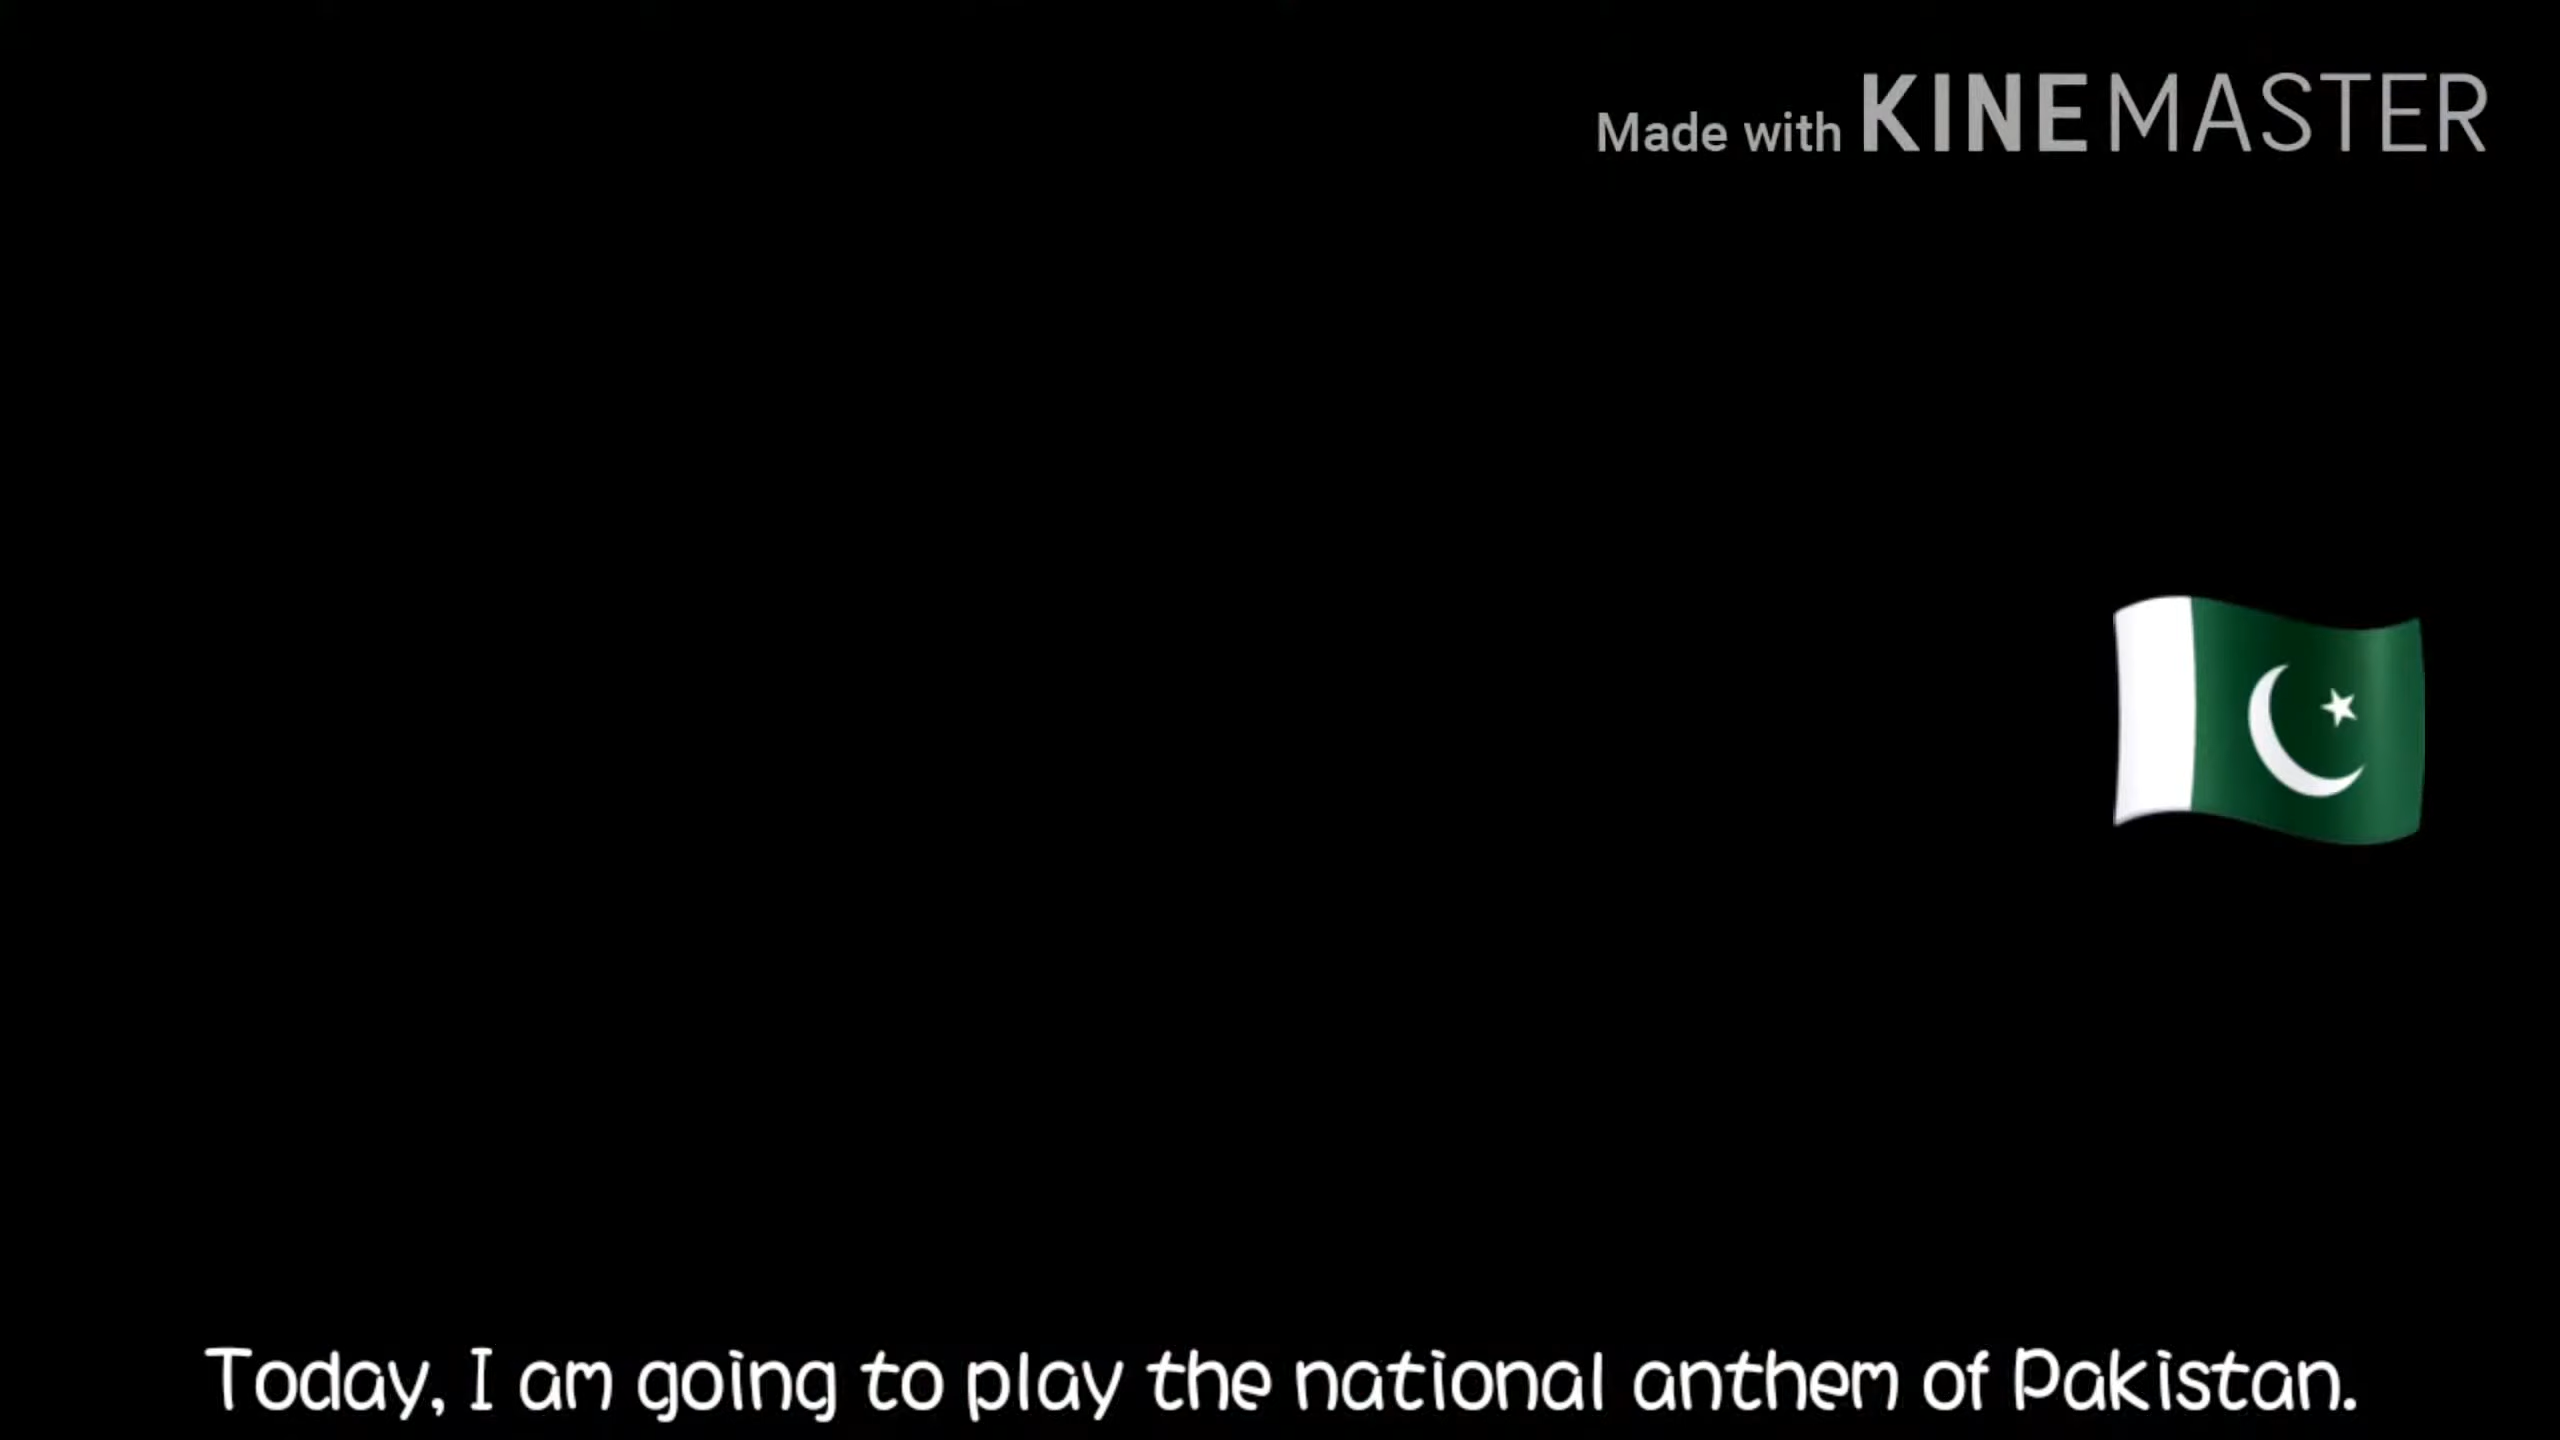 Made with KINEMASTER
Today, I am going to play the national anthem of Pakistan.